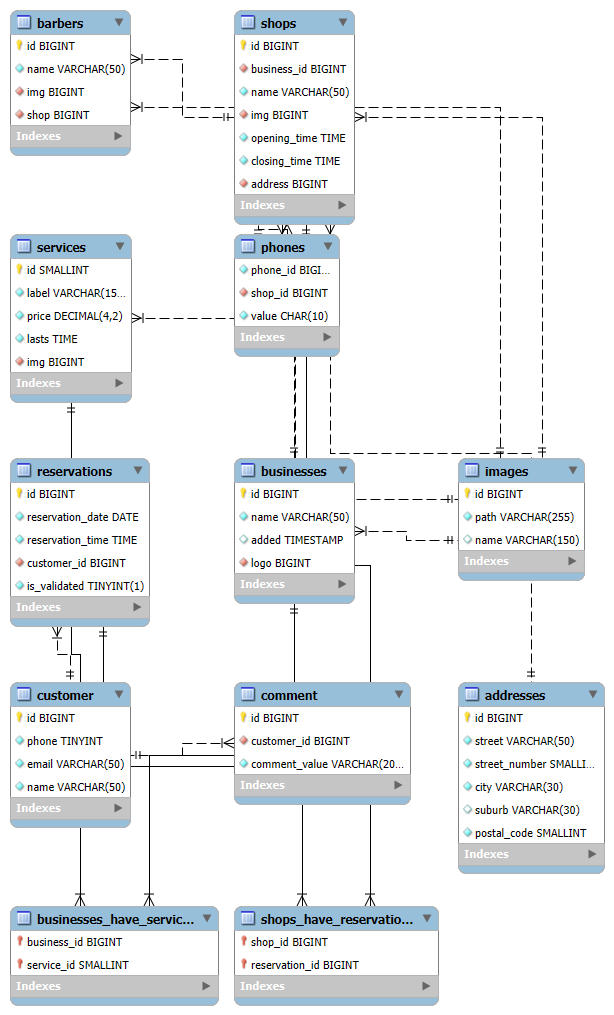 barbers
id BIGINT
name VARCHAR(50)
img BIGINT
shop BIGINT
Indexes
shops
id BIGINT
business_id BIGINT
name VARCHAR(50)
img BIGINT
opening_time TIME
closing_time TIME
address BIGINT
Indexes
services
id SMALLINT
label VARCHAR(15...
price DECIMAL(4,2)
lasts TIME
img BIGINT
Indexes
phones
phone_id BIGI...
shop_id BIGINT
value CHAR(10)
Indexes
reservations
id BIGINT
reservation_date DATE
reservation_time TIME
customer_id BIGINT
is_validated TINYINT(1)
Indexes
businesses
id BIGINT
name VARCHAR(50)
added TIMESTAMP
logo BIGINT
Indexes
images
id BIGINT
path VARCHAR(255)
name VARCHAR(150)
Indexes
customer
id BIGINT
phone TINYINT
email VARCHAR(50)
name VARCHAR(50)
Indexes
comment
id BIGINT
customer_id BIGINT
comment_value VARCHAR(20...
Indexes
addresses
id BIGINT
street VARCHAR(50)
street_number SMALLI...
city VARCHAR(30)
suburb VARCHAR(30)
postal_code SMALLINT
Indexes
businesses_have_servic...
business_id BIGINT
service_id SMALLINT
Indexes
shops_have_reservatio...
shop_id BIGINT
reservation_id BIGINT
Indexes